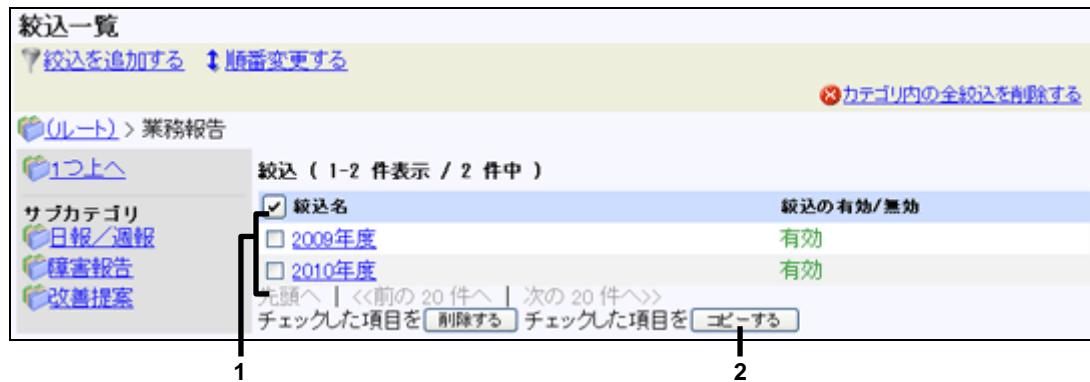 絞込一覧
絞込を追加する 順番変更する
カテゴリ内の全絞込を削除する
(ルート) > 業務報告
1つ上へ
サブカテゴリ
日報／週報
障害報告
改善提案
絞込 ( 1-2 件表示 / 2 件中 )
絞込名 絞込の有効/無効
2009年度 有効
2010年度 有効
先頭へ | <<前の 20 件へ | 次の 20 件へ>>
チェックした項目を 削除する チェックした項目を コピーする
1 2